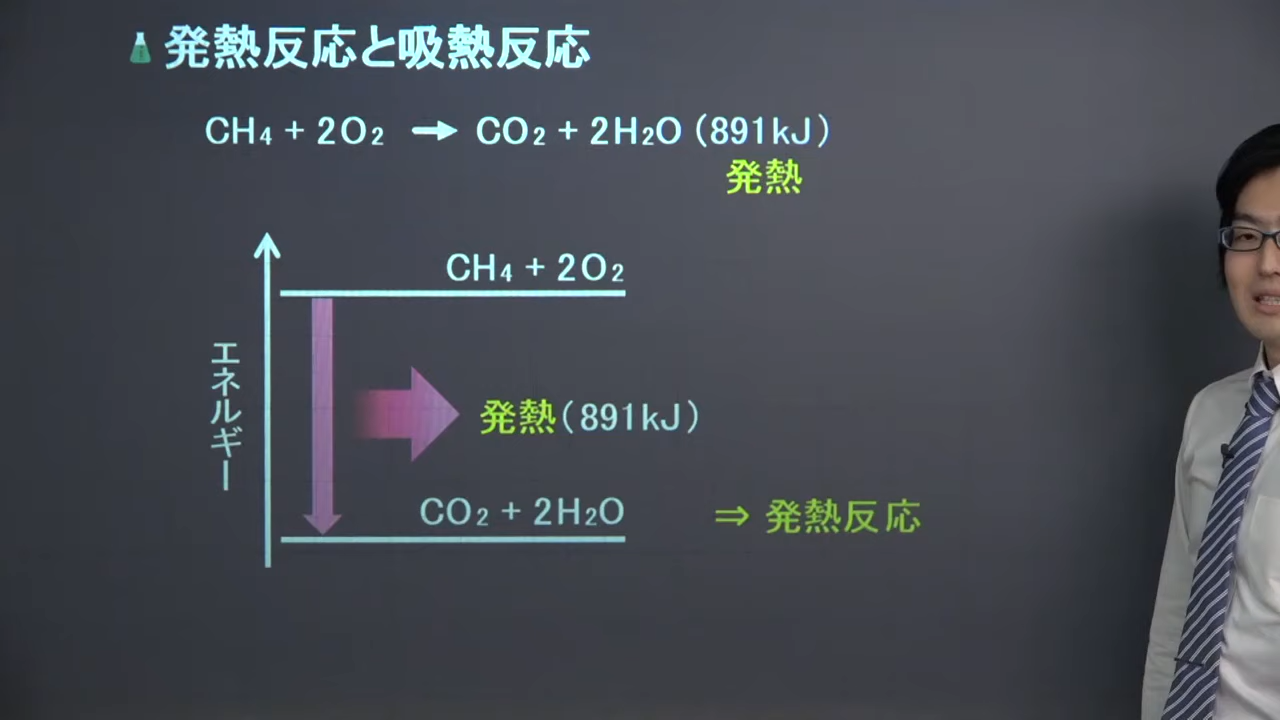 発熱反応と吸熱反応
CH₄ + 2O₂ → CO₂ + 2H₂O (891kJ)
発熱
CH₄ + 2O₂
エネルギー
発熱(891kJ)
CO₂ + 2H₂O
⇒ 発熱反応